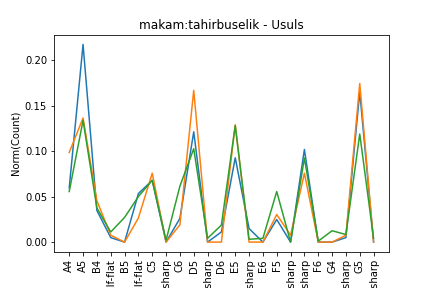 makam:tahirbuselik - Usuls
Norm(Count)
0.20
0.15
0.10
0.05
0.00
A4
A5
B4
lf-flat
B5
lf-flat
C5
sharp
C6
D5
sharp
D6
E5
sharp
E6
F5
sharp
sharp
F6
G4
sharp
G5
sharp